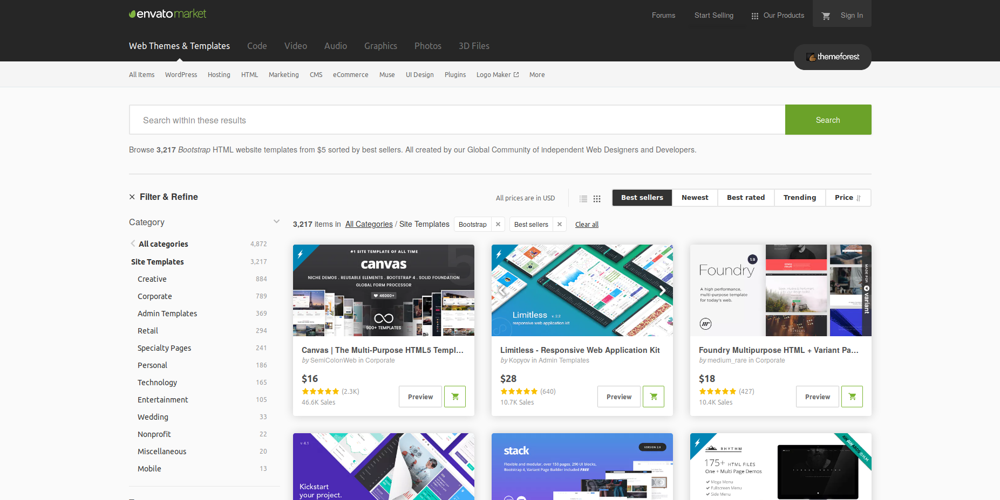 envato market
Forums
Start Selling
Our Products
Sign In
Web Themes & Templates
Code
Video
Audio
Graphics
Photos
3D Files
themeforest
All Items
WordPress
Hosting
HTML
Marketing
CMS
eCommerce
Muse
UI Design
Plugins
Logo Maker
More
Search within these results
Search
Browse 3,217 Bootstrap HTML website templates from $5 sorted by best sellers. All created by our Global Community of independent Web Designers and Developers.
Filter & Refine
All prices are in USD
Best sellers
Newest
Best rated
Trending
Price
Category
All categories 4,872
Site Templates 3,217
Creative 884
Corporate 789
Admin Templates 369
Retail 294
Specialty Pages 241
Personal 186
Technology 165
Entertainment 105
Wedding 33
Nonprofit 22
Miscellaneous 20
Mobile 13
3,217 items in All Categories / Site Templates
Bootstrap
Best sellers
Clear all
5
#1 SITE TEMPLATE OF ALL TIME
canvas
NICHE DEMOS . REUSABLE ELEMENTS . BOOTSTRAP 4 . SOLID FOUNDATION
GLOBAL FORM PROCESSOR
46000+
900+ TEMPLATES
Canvas | The Multi-Purpose HTML5 Templ...
by SemiColonWeb in Corporate
$16
(2.3K)
46.6K Sales
Preview
Limitless v. 2.2
responsive web application kit
Limitless - Responsive Web Application Kit
by Kopyov in Admin Templates
$28
(640)
10.7K Sales
Preview
1.9
Foundry
A high performance,
multi-purpose template
for today's web.
MADE FOR variant
Foundry Multipurpose HTML + Variant Pa...
by medium_rare in Corporate
$18
(427)
10.4K Sales
Preview
v 4.1
Kickstart
your project.
stack
VERSION 2.0
Flexible and modular, over 150 pages, 290 UI blocks,
Bootstrap 4, Variant Page Builder included FREE
RHYTHM
175+ HTML FILES
One + Multi Page Demos
Mega Menu
Fullscreen Menu
Side Menu